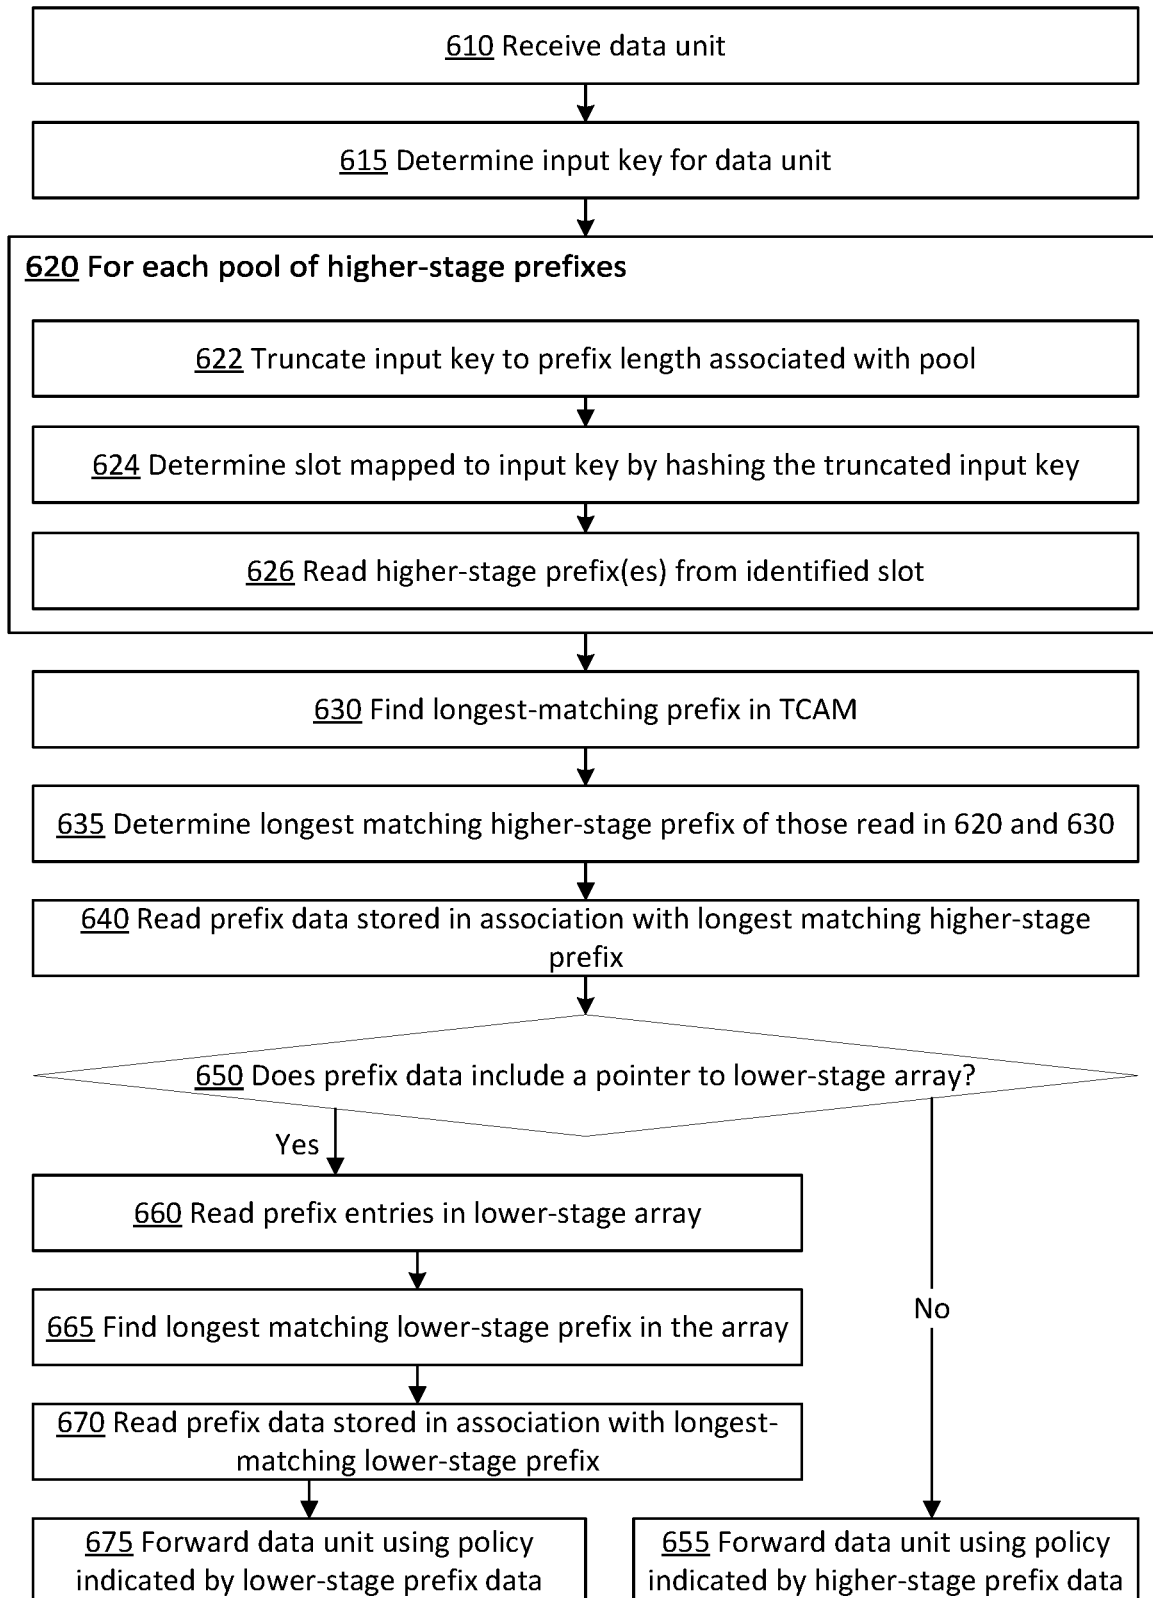 610 Receive data unit
615 Determine input key for data unit
620 For each pool of higher-stage prefixes
622 Truncate input key to prefix length associated with pool
624 Determine slot mapped to input key by hashing the truncated input key
626 Read higher-stage prefix(es) from identified slot
630 Find longest-matching prefix in TCAM
635 Determine longest matching higher-stage prefix of those read in 620 and 630
640 Read prefix data stored in association with longest matching higher-stage
prefix
650 Does prefix data include a pointer to lower-stage array?
Yes
660 Read prefix entries in lower-stage array
665 Find longest matching lower-stage prefix in the array
No
670 Read prefix data stored in association with longest-
matching lower-stage prefix
675 Forward data unit using policy
indicated by lower-stage prefix data
655 Forward data unit using policy
indicated by higher-stage prefix data